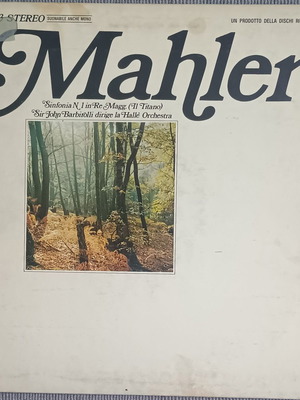 STEREO SUONABILE ANCHE MONO
UN PRODOTTO DELLA DISCHI
Mahler
Sinfonia N.1 in Re Magg. (Il Titano)
Sir John Barbirolli dirige la Hallé Orchestra